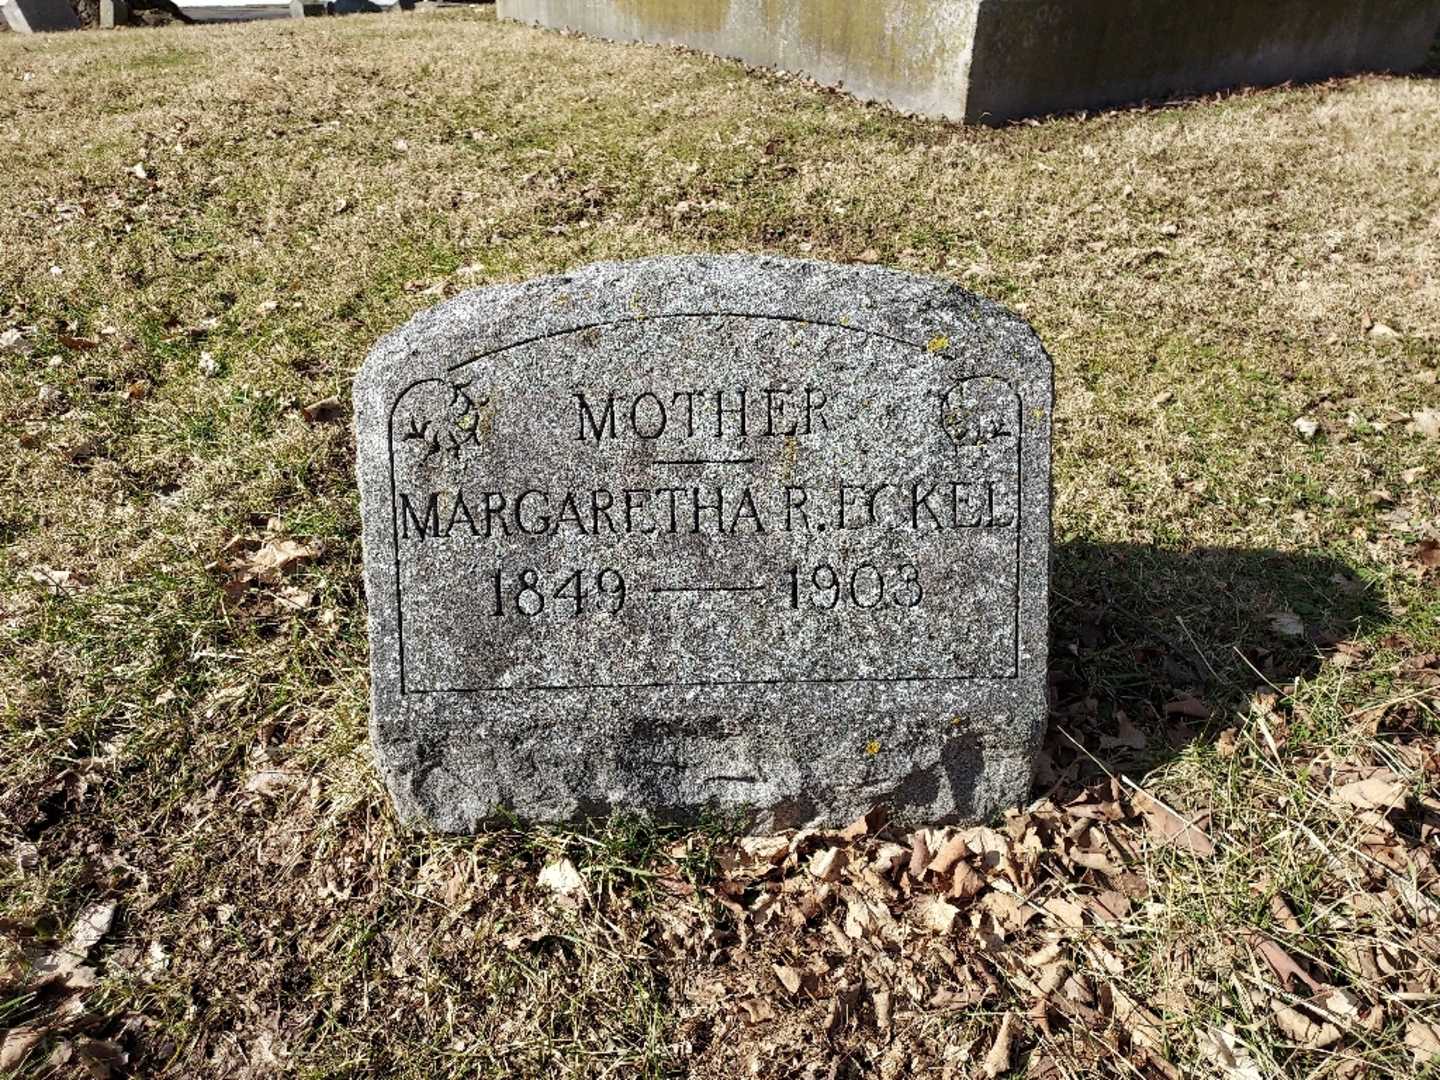 MOTHER
MARGARETHA R. ECKEL
1849 — 1903